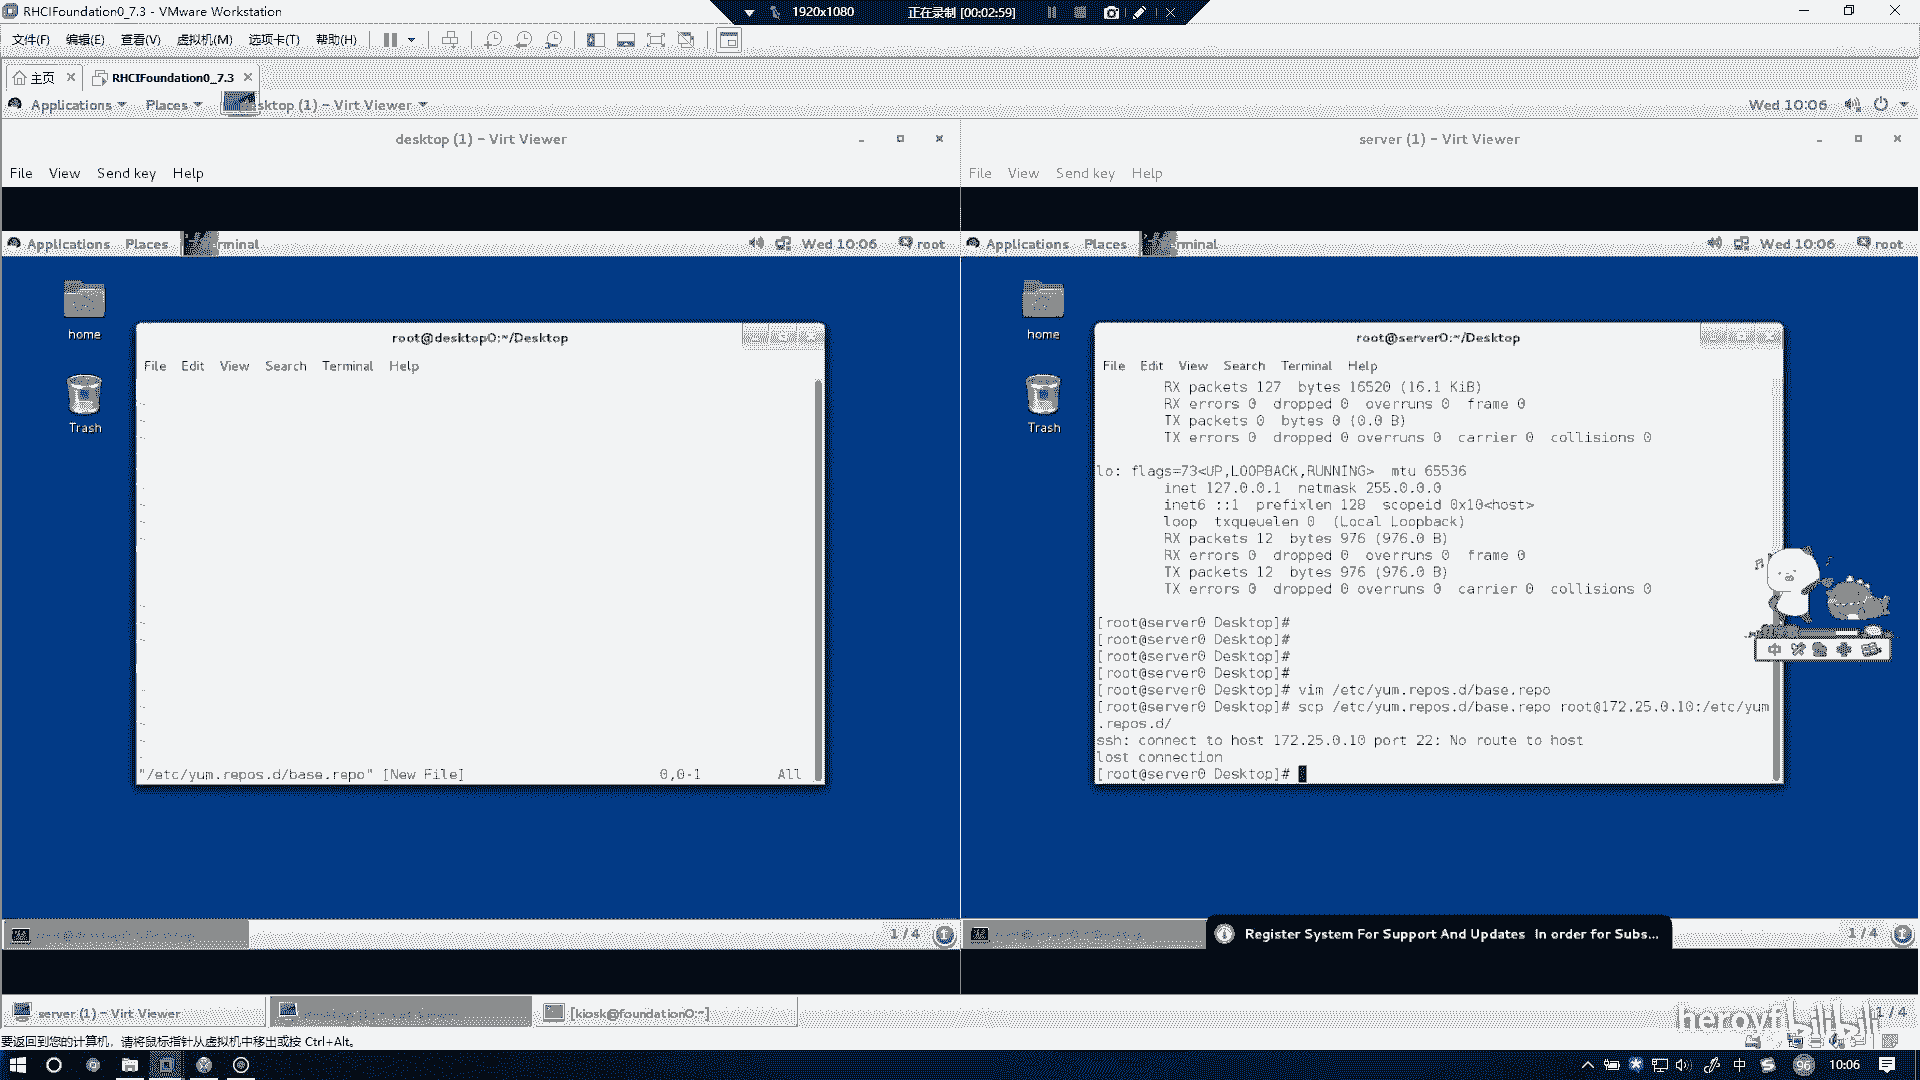 RHCIFoundation0_7.3 - VMware Workstation
1920x1080
正在录制 [00:02:59]
文件(F) 编辑(E) 查看(V) 虚拟机(M) 选项卡(T) 帮助(H)
主页
RHCIFoundation0_7.3
Applications Places sktop (1) - Virt Viewer
Wed 10:06
desktop (1) - Virt Viewer
File View Send key Help
Applications Places rminal
Wed 10:06 root
home
Trash
root@desktop0:~/Desktop
File Edit View Search Terminal Help
~
~
~
~
~
~
~
~
~
~
~
~
~
~
"/etc/yum.repos.d/base.repo" [New File] 0,0-1 All
1 / 4
server (1) - Virt Viewer
File View Send key Help
Applications Places rminal
Wed 10:06 root
home
Trash
root@server0:~/Desktop
File Edit View Search Terminal Help
RX packets 127 bytes 16520 (16.1 KiB)
RX errors 0 dropped 0 overruns 0 frame 0
TX packets 0 bytes 0 (0.0 B)
TX errors 0 dropped 0 overruns 0 carrier 0 collisions 0
lo: flags=73<UP,LOOPBACK,RUNNING> mtu 65536
inet 127.0.0.1 netmask 255.0.0.0
inet6 ::1 prefixlen 128 scopeid 0x10<host>
loop txqueuelen 0 (Local Loopback)
RX packets 12 bytes 976 (976.0 B)
RX errors 0 dropped 0 overruns 0 frame 0
TX packets 12 bytes 976 (976.0 B)
TX errors 0 dropped 0 overruns 0 carrier 0 collisions 0
[root@server0 Desktop]#
[root@server0 Desktop]#
[root@server0 Desktop]#
[root@server0 Desktop]#
[root@server0 Desktop]# vim /etc/yum.repos.d/base.repo
[root@server0 Desktop]# scp /etc/yum.repos.d/base.repo root@172.25.0.10:/etc/yum
.repos.d/
ssh: connect to host 172.25.0.10 port 22: No route to host
lost connection
[root@server0 Desktop]#
中
Register System For Support And Updates In order for Subs...
1 / 4
server (1) - Virt Viewer
[kiosk@foundation0:~]
1 / 4
要返回到您的计算机，请将鼠标指针从虚拟机中移出或按 Ctrl+Alt。
中
96
10:06